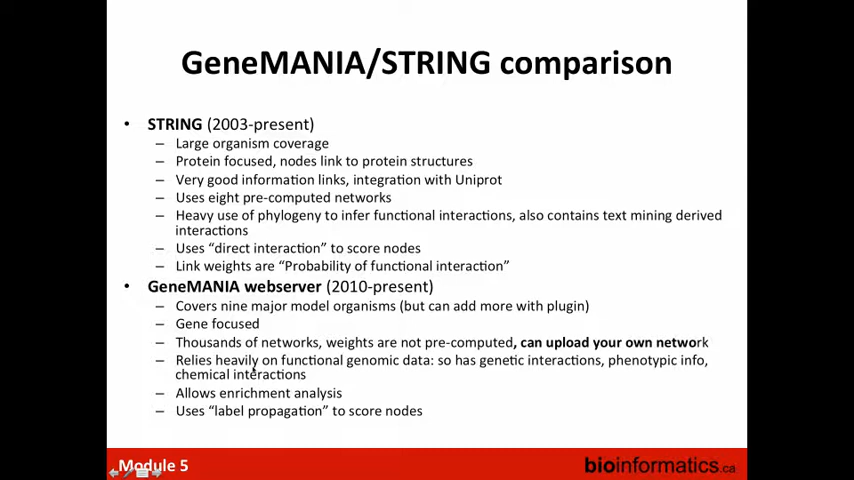 GeneMANIA/STRING comparison
• STRING (2003-present)
– Large organism coverage
– Protein focused, nodes link to protein structures
– Very good information links, integration with Uniprot
– Uses eight pre-computed networks
– Heavy use of phylogeny to infer functional interactions, also contains text mining derived
interactions
– Uses “direct interaction” to score nodes
– Link weights are “Probability of functional interaction”
• GeneMANIA webserver (2010-present)
– Covers nine major model organisms (but can add more with plugin)
– Gene focused
– Thousands of networks, weights are not pre-computed, can upload your own network
– Relies heavily on functional genomic data: so has genetic interactions, phenotypic info,
chemical interactions
– Allows enrichment analysis
– Uses “label propagation” to score nodes
Module 5
bioinformatics.ca